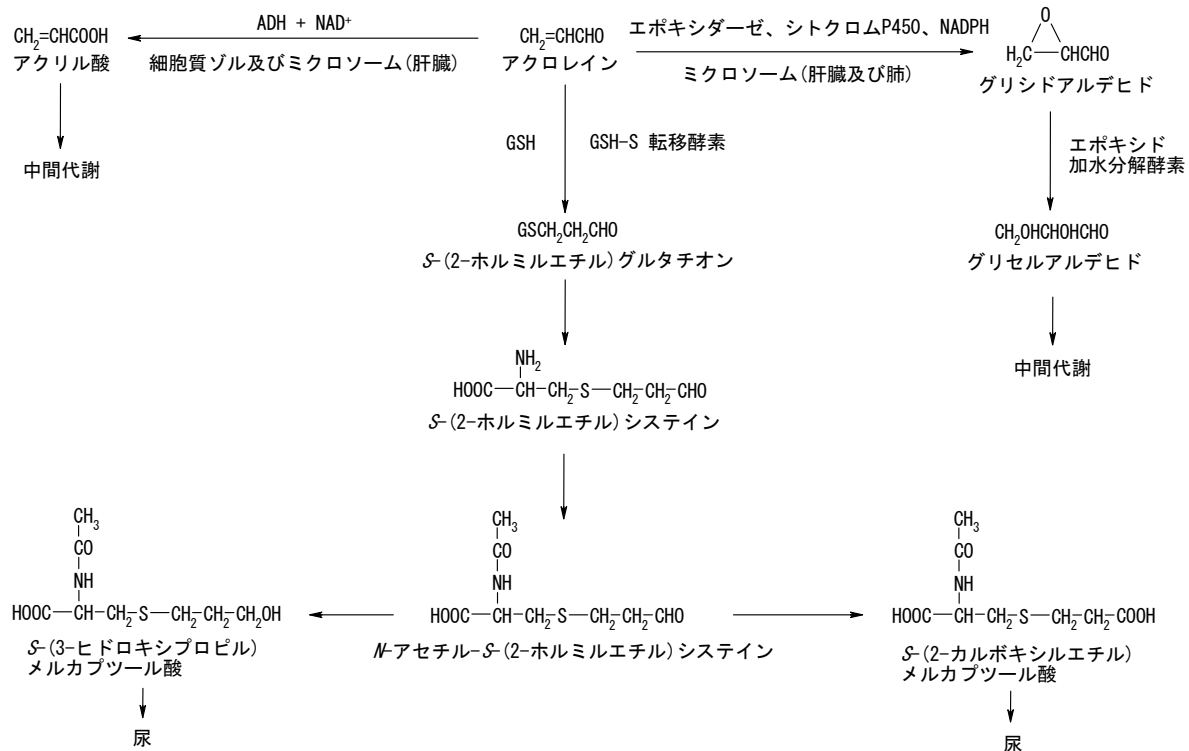 CH2=CHCOOH
アクリル酸
ADH + NAD+
細胞質ゾル及びミクロソーム(肝臓)
CH2=CHCHO
アクロレイン
エポキシダーゼ、シトクロムP450、NADPH
ミクロソーム(肝臓及び肺)
O
H2C CHCHO
グリシドアルデヒド
中間代謝
GSH GSH-S 転移酵素
エポキシド
加水分解酵素
GSCH2CH2CHO
S-(2-ホルミルエチル)グルタチオン
CH2OHCHOHCHO
グリセルアルデヒド
中間代謝
NH2
HOOC—CH—CH2—S—CH2—CH2—CHO
S-(2-ホルミルエチル)システイン
CH3
CO
NH
HOOC—CH—CH2—S—CH2—CH2—CH2OH
S-(3-ヒドロキシプロピル)
メルカプツール酸
尿
CH3
CO
NH
HOOC—CH—CH2—S—CH2—CH2—CHO
N-アセチル-S-(2-ホルミルエチル)システイン
CH3
CO
NH
HOOC—CH—CH2—S—CH2—CH2—COOH
S-(2-カルボキシルエチル)
メルカプツール酸
尿